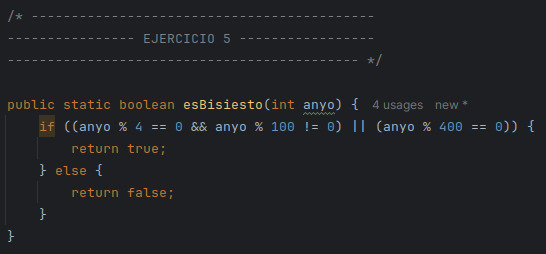 /* -------------------------------------------
---------------- EJERCICIO 5 -----------------
-------------------------------------------- */
public static boolean esBisiesto(int anyo) { 4 usages new *
if ((anyo % 4 == 0 && anyo % 100 != 0) || (anyo % 400 == 0)) {
return true;
} else {
return false;
}
}